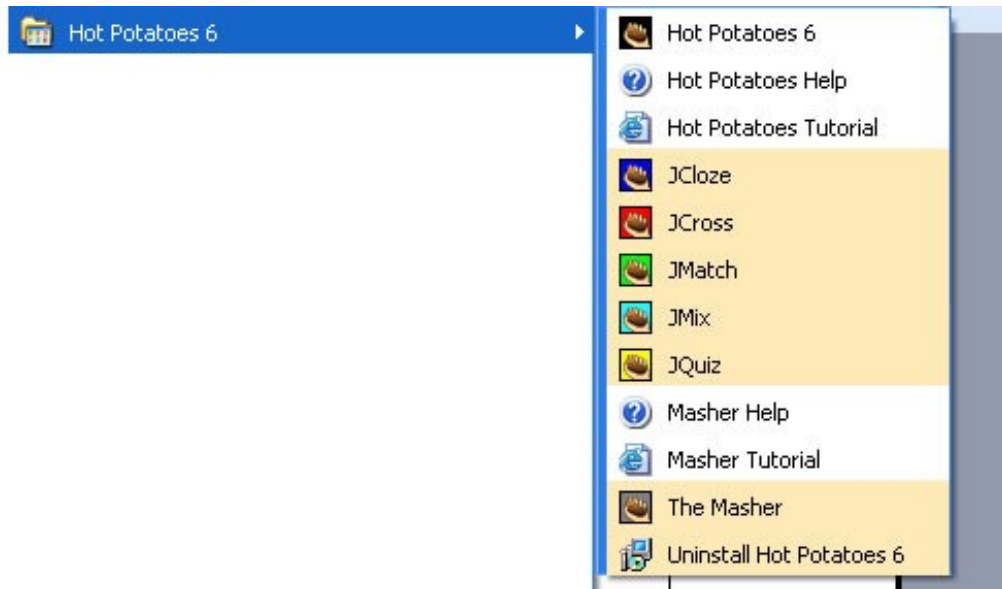 Hot Potatoes 6
Hot Potatoes 6
Hot Potatoes Help
Hot Potatoes Tutorial
JCloze
JCross
JMatch
JMix
JQuiz
Masher Help
Masher Tutorial
The Masher
Uninstall Hot Potatoes 6